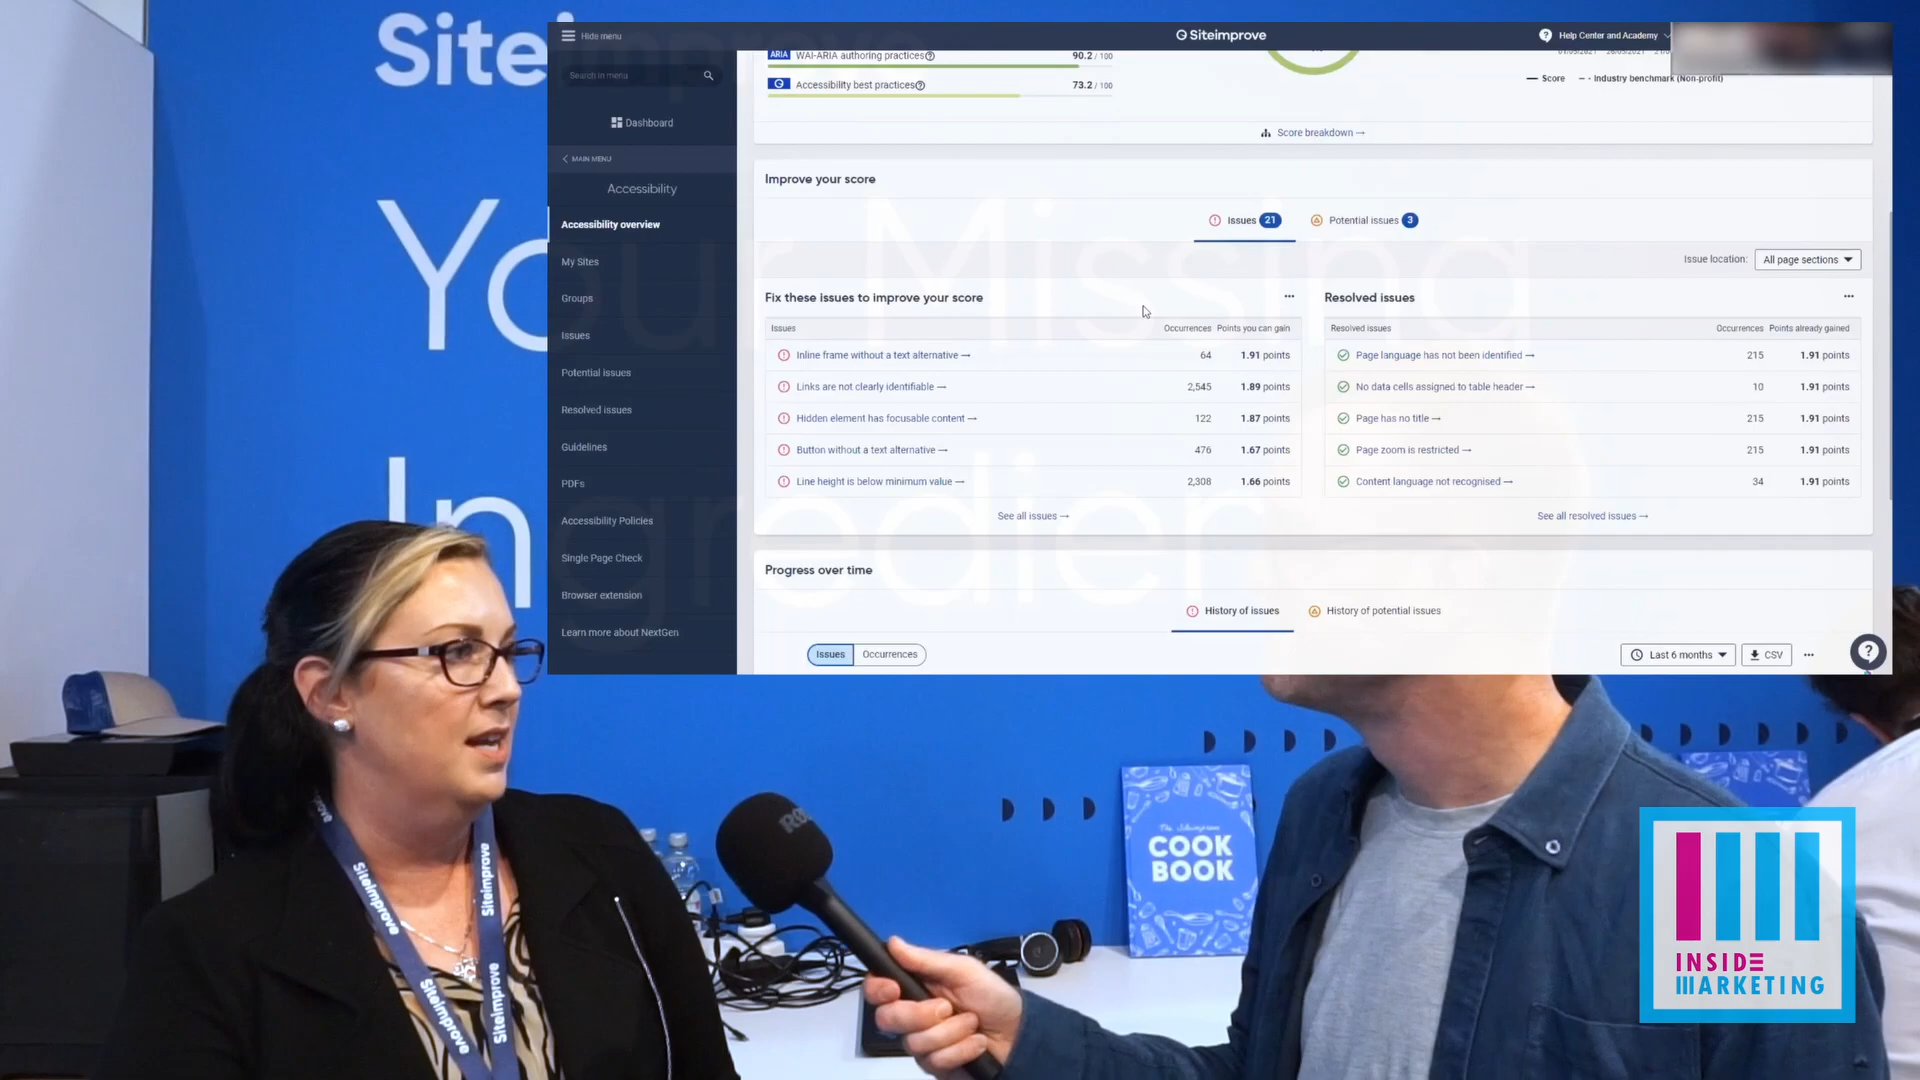 Siteimprove
Your Missing
Ingredient
Hide menu
Siteimprove
Help Center and Academy
Search in menu
Dashboard
MAIN MENU
Accessibility
Accessibility overview
My Sites
Groups
Issues
Potential issues
Resolved issues
Guidelines
PDFs
Accessibility Policies
Single Page Check
Browser extension
Learn more about NextGen
ARIA WAI-ARIA authoring practices 90.2 / 100
Accessibility best practices 73.2 / 100
Score Industry benchmark (Non-profit)
Score breakdown →
Improve your score
Issues 21 Potential issues 3
Issue location: All page sections
Fix these issues to improve your score ...
Issues Occurrences Points you can gain
Inline frame without a text alternative → 64 1.91 points
Links are not clearly identifiable → 2,545 1.89 points
Hidden element has focusable content → 122 1.87 points
Button without a text alternative → 476 1.67 points
Line height is below minimum value → 2,308 1.66 points
See all issues →
Resolved issues ...
Resolved issues Occurrences Points already gained
Page language has not been identified → 215 1.91 points
No data cells assigned to table header → 10 1.91 points
Page has no title → 215 1.91 points
Page zoom is restricted → 215 1.91 points
Content language not recognised → 34 1.91 points
See all resolved issues →
Progress over time
History of issues History of potential issues
Issues Occurrences
Last 6 months CSV ...
?
Siteimprove
Siteimprove
Siteimprove
Siteimprove
The Siteimprove
COOK
BOOK
INSIDE
MARKETING